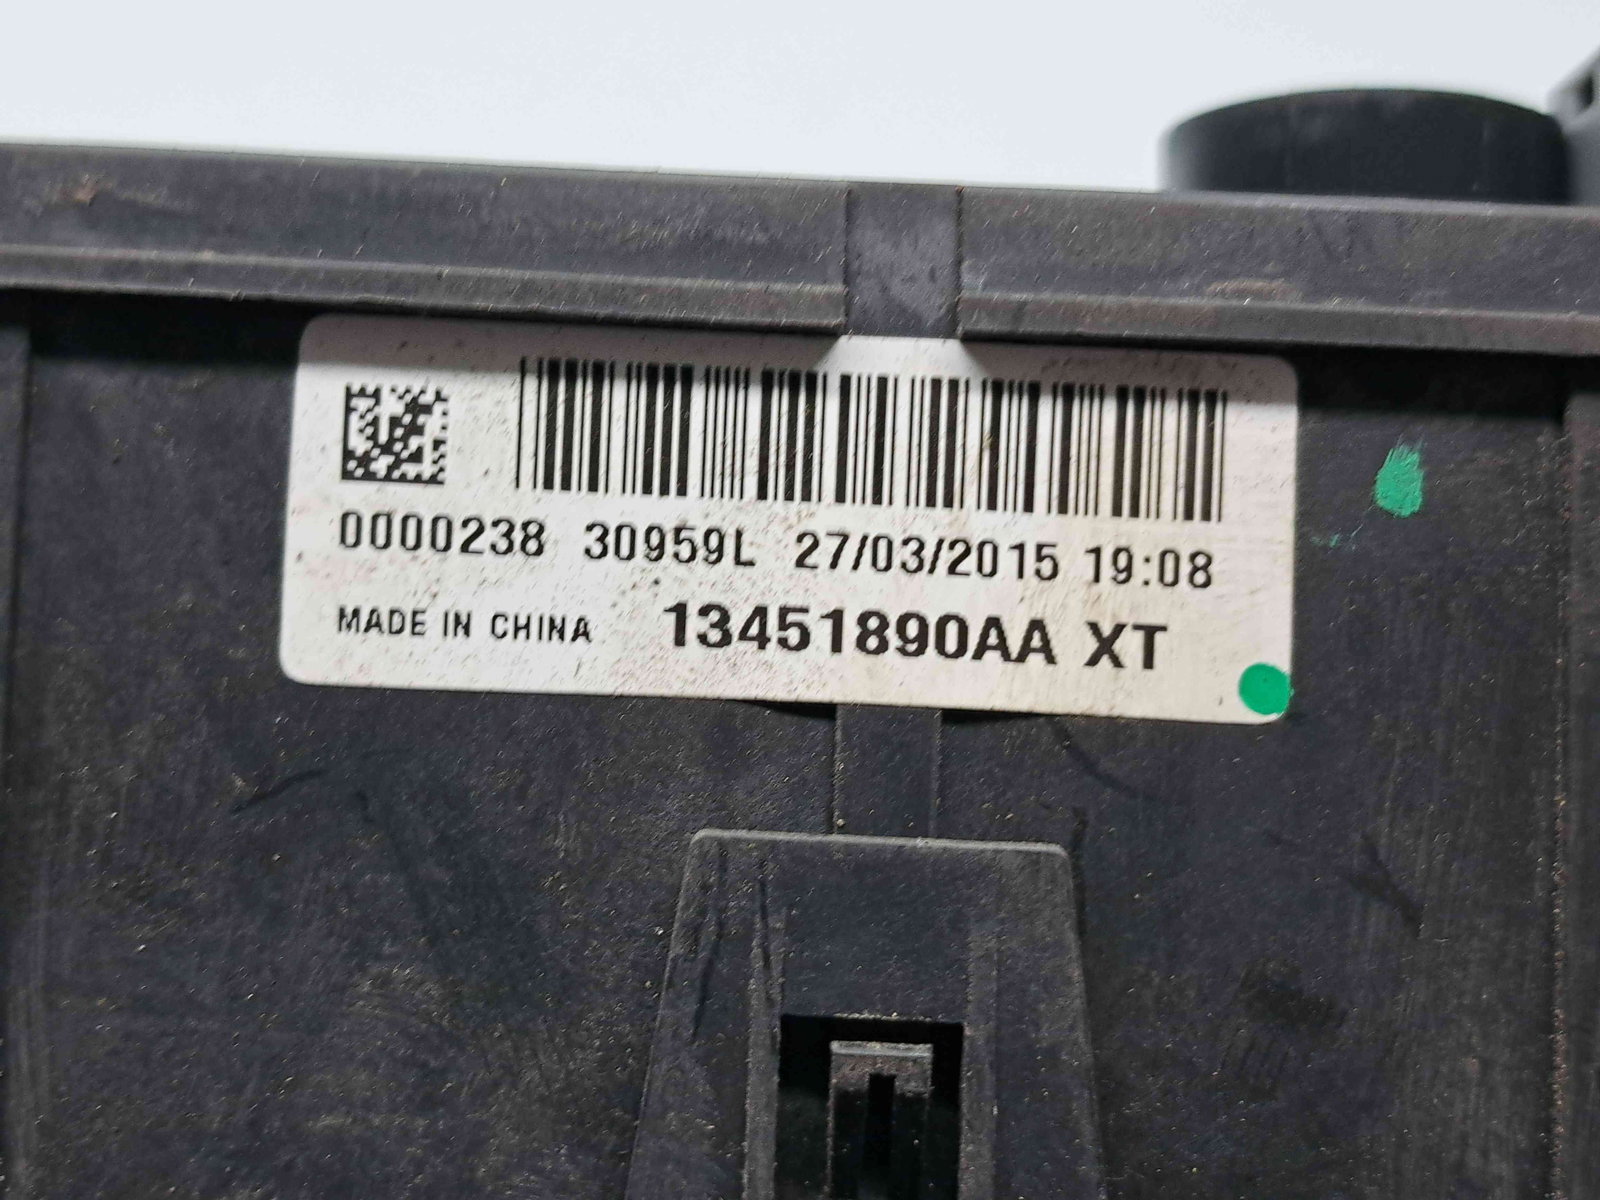 0000238 30959L 27/03/2015 19:08
MADE IN CHINA 13451890AA XT